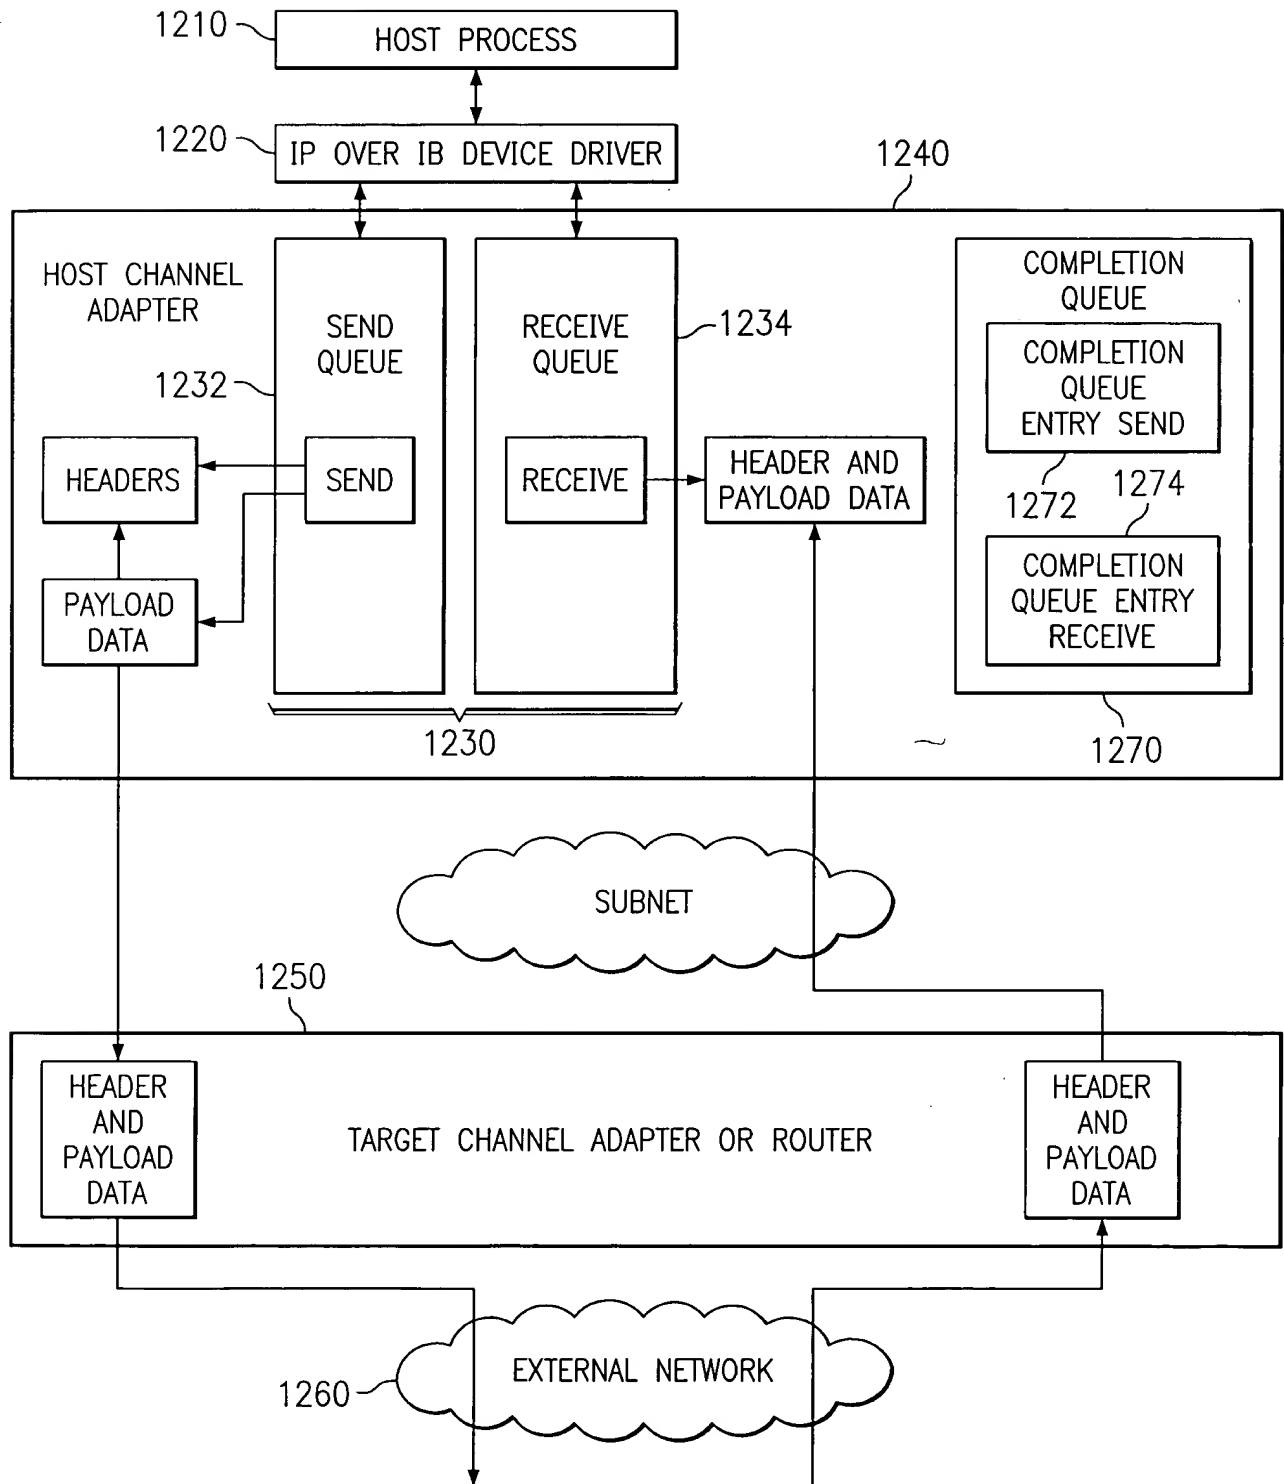 1210
HOST PROCESS
1220
IP OVER IB DEVICE DRIVER
1240
HOST CHANNEL
ADAPTER
1232
SEND
QUEUE
SEND
RECEIVE
QUEUE
RECEIVE
1234
HEADERS
PAYLOAD
DATA
HEADER AND
PAYLOAD DATA
1230
COMPLETION
QUEUE
COMPLETION
QUEUE
ENTRY SEND
1272
1274
COMPLETION
QUEUE ENTRY
RECEIVE
1270
SUBNET
1250
HEADER
AND
PAYLOAD
DATA
TARGET CHANNEL ADAPTER OR ROUTER
HEADER
AND
PAYLOAD
DATA
1260
EXTERNAL NETWORK